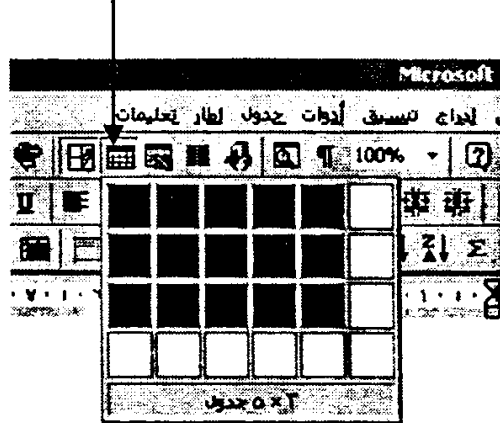 Microsoft
إدراج تنسيق أدوات جدول إطار تعليمات
100%
٣ × ٥ جدول